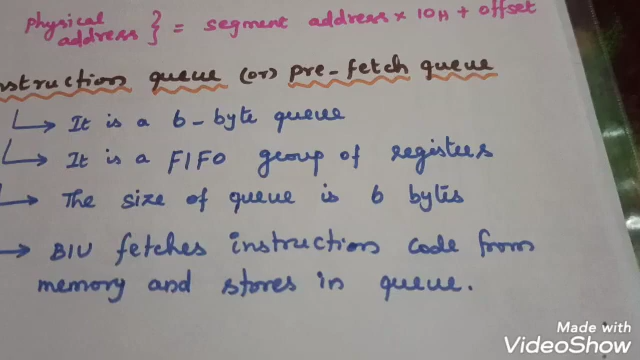 physical address } = segment address × 10H + offset
nstruction queue (or) pre-fetch queue
It is a 6-byte queue
It is a FIFO group of registers
The size of queue is 6 bytes
BIU fetches instruction code from
memory and stores in queue.
Made with
VideoShow